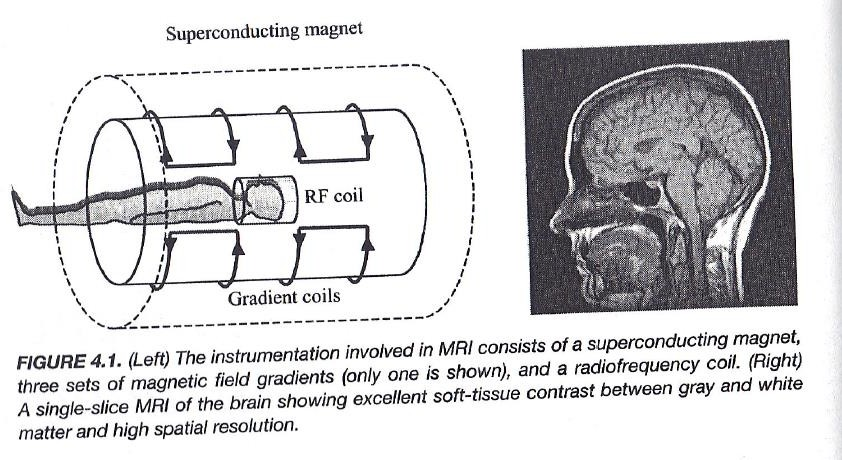 Superconducting magnet
RF coil
Gradient coils
FIGURE 4.1. (Left) The instrumentation involved in MRI consists of a superconducting magnet,
three sets of magnetic field gradients (only one is shown), and a radiofrequency coil. (Right)
A single-slice MRI of the brain showing excellent soft-tissue contrast between gray and white
matter and high spatial resolution.